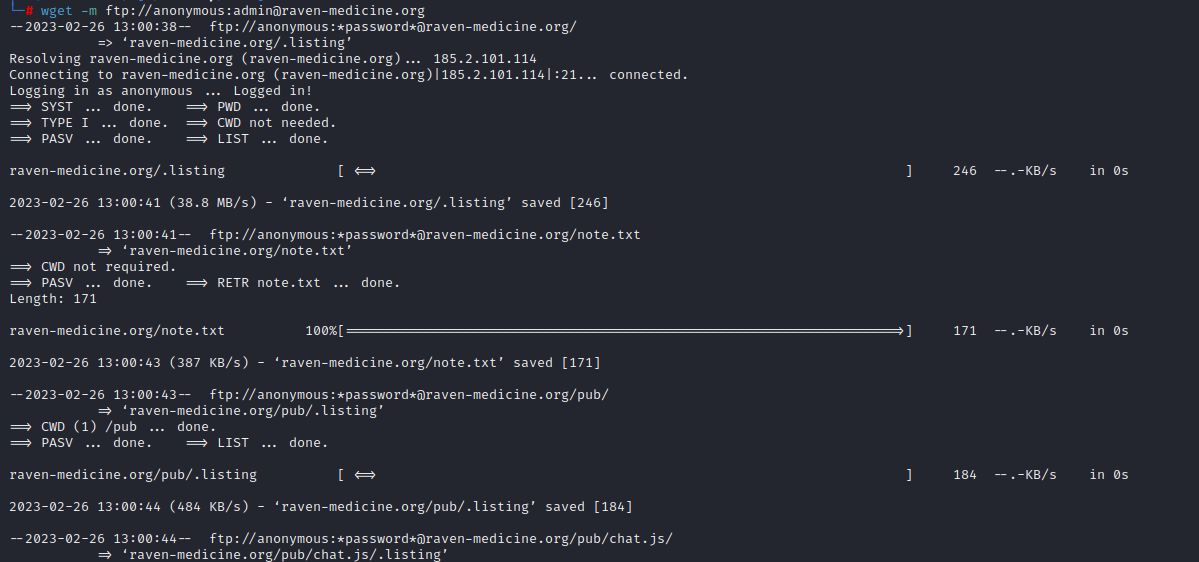 └─# wget -m ftp://anonymous:admin@raven-medicine.org
--2023-02-26 13:00:38-- ftp://anonymous:*password*@raven-medicine.org/
=> ‘raven-medicine.org/.listing’
Resolving raven-medicine.org (raven-medicine.org)... 185.2.101.114
Connecting to raven-medicine.org (raven-medicine.org)|185.2.101.114|:21... connected.
Logging in as anonymous ... Logged in!
==> SYST ... done. ==> PWD ... done.
==> TYPE I ... done. ==> CWD not needed.
==> PASV ... done. ==> LIST ... done.
raven-medicine.org/.listing [ <=> ] 246 --.-KB/s in 0s
2023-02-26 13:00:41 (38.8 MB/s) - ‘raven-medicine.org/.listing’ saved [246]
--2023-02-26 13:00:41-- ftp://anonymous:*password*@raven-medicine.org/note.txt
=> ‘raven-medicine.org/note.txt’
==> CWD not required.
==> PASV ... done. ==> RETR note.txt ... done.
Length: 171
raven-medicine.org/note.txt 100%[===================>] 171 --.-KB/s in 0s
2023-02-26 13:00:43 (387 KB/s) - ‘raven-medicine.org/note.txt’ saved [171]
--2023-02-26 13:00:43-- ftp://anonymous:*password*@raven-medicine.org/pub/
=> ‘raven-medicine.org/pub/.listing’
==> CWD (1) /pub ... done.
==> PASV ... done. ==> LIST ... done.
raven-medicine.org/pub/.listing [ <=> ] 184 --.-KB/s in 0s
2023-02-26 13:00:44 (484 KB/s) - ‘raven-medicine.org/pub/.listing’ saved [184]
--2023-02-26 13:00:44-- ftp://anonymous:*password*@raven-medicine.org/pub/chat.js/
=> ‘raven-medicine.org/pub/chat.js/.listing’